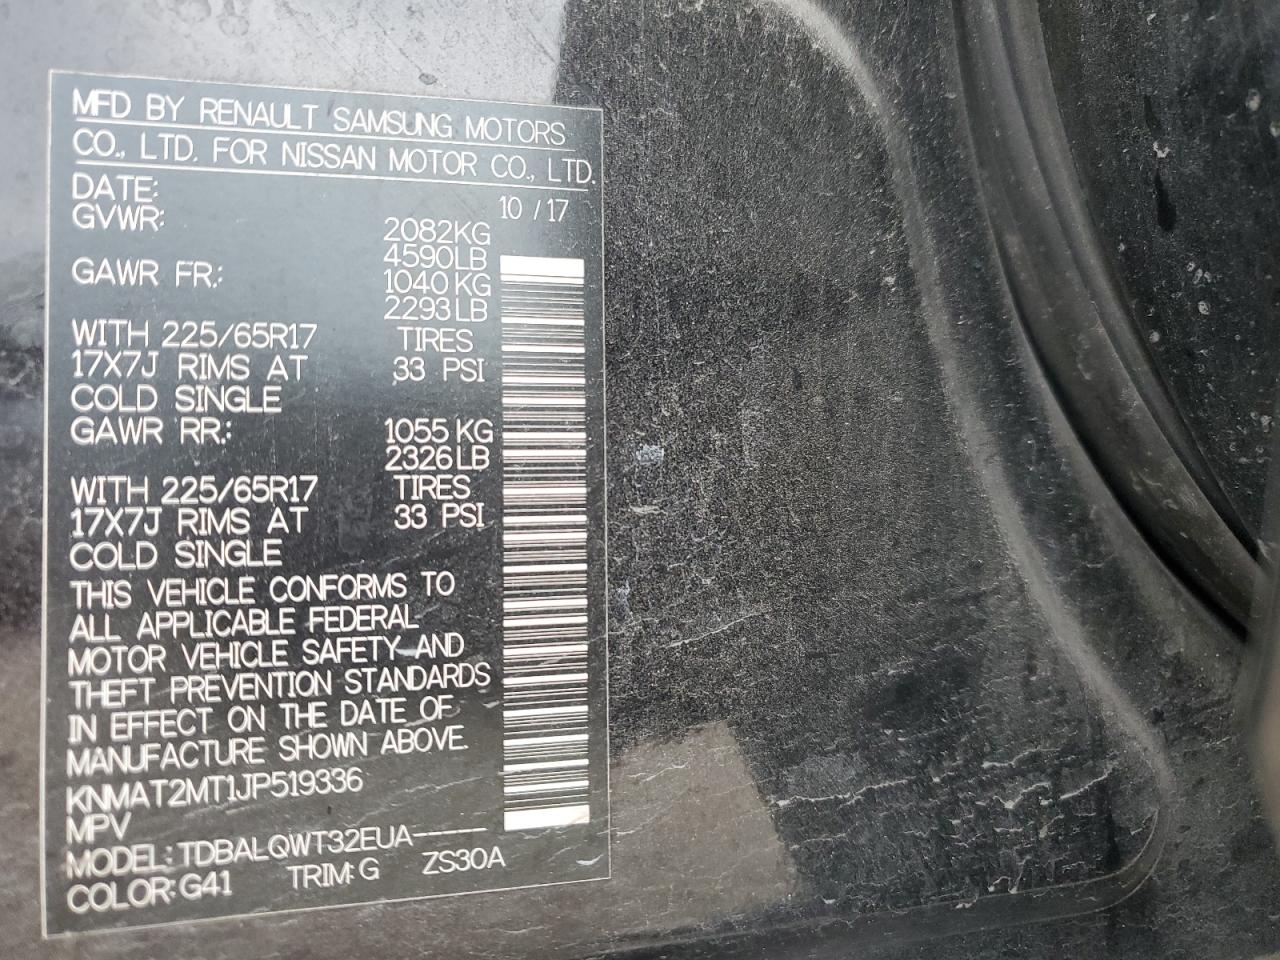 MFD BY RENAULT SAMSUNG MOTORS
CO., LTD. FOR NISSAN MOTOR CO., LTD.
DATE: 10 / 17
GVWR: 2082KG
4590LB
GAWR FR.: 1040 KG
2293LB
WITH 225/65R17 TIRES
17X7J RIMS AT 33 PSI
COLD SINGLE
GAWR RR.: 1055 KG
2326LB
WITH 225/65R17 TIRES
17X7J RIMS AT 33 PSI
COLD SINGLE
THIS VEHICLE CONFORMS TO
ALL APPLICABLE FEDERAL
MOTOR VEHICLE SAFETY AND
THEFT PREVENTION STANDARDS
IN EFFECT ON THE DATE OF
MANUFACTURE SHOWN ABOVE.
KNMAT2MT1JP519336
MPV
MODEL: TDBALQWT32EUA-----
COLOR: G41 TRIM: G ZS30A